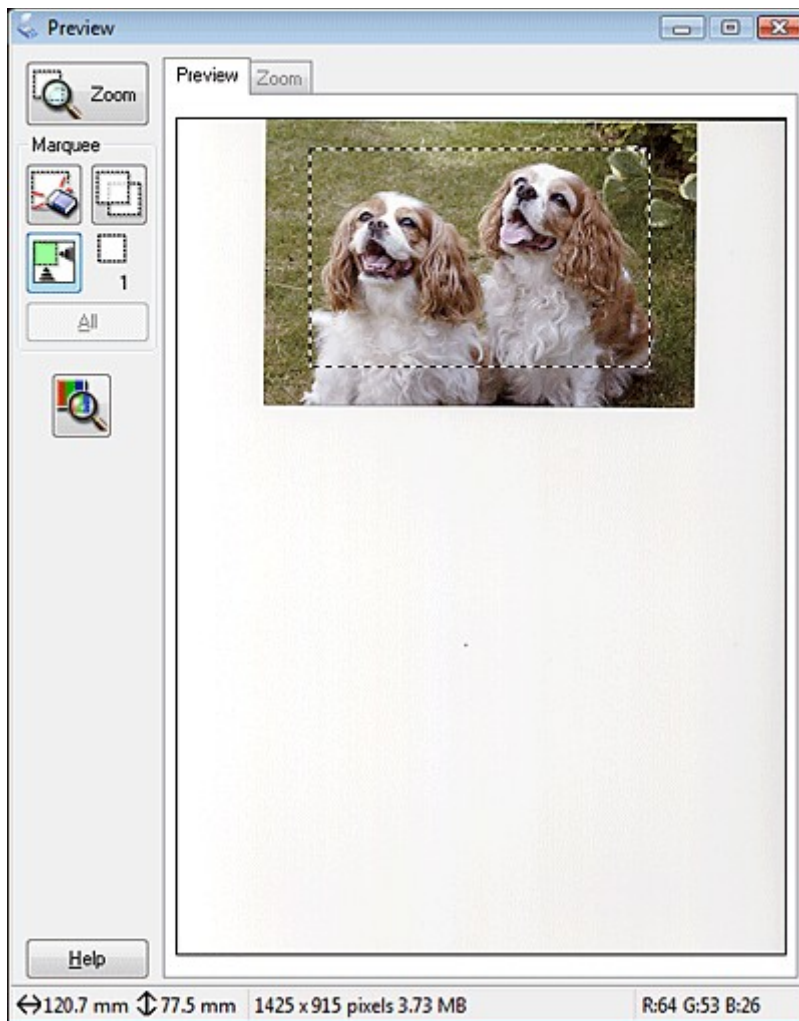 Preview
Zoom
Preview Zoom
Marquee
1
All
Help
120.7 mm 77.5 mm 1425 x 915 pixels 3.73 MB R:64 G:53 B:26